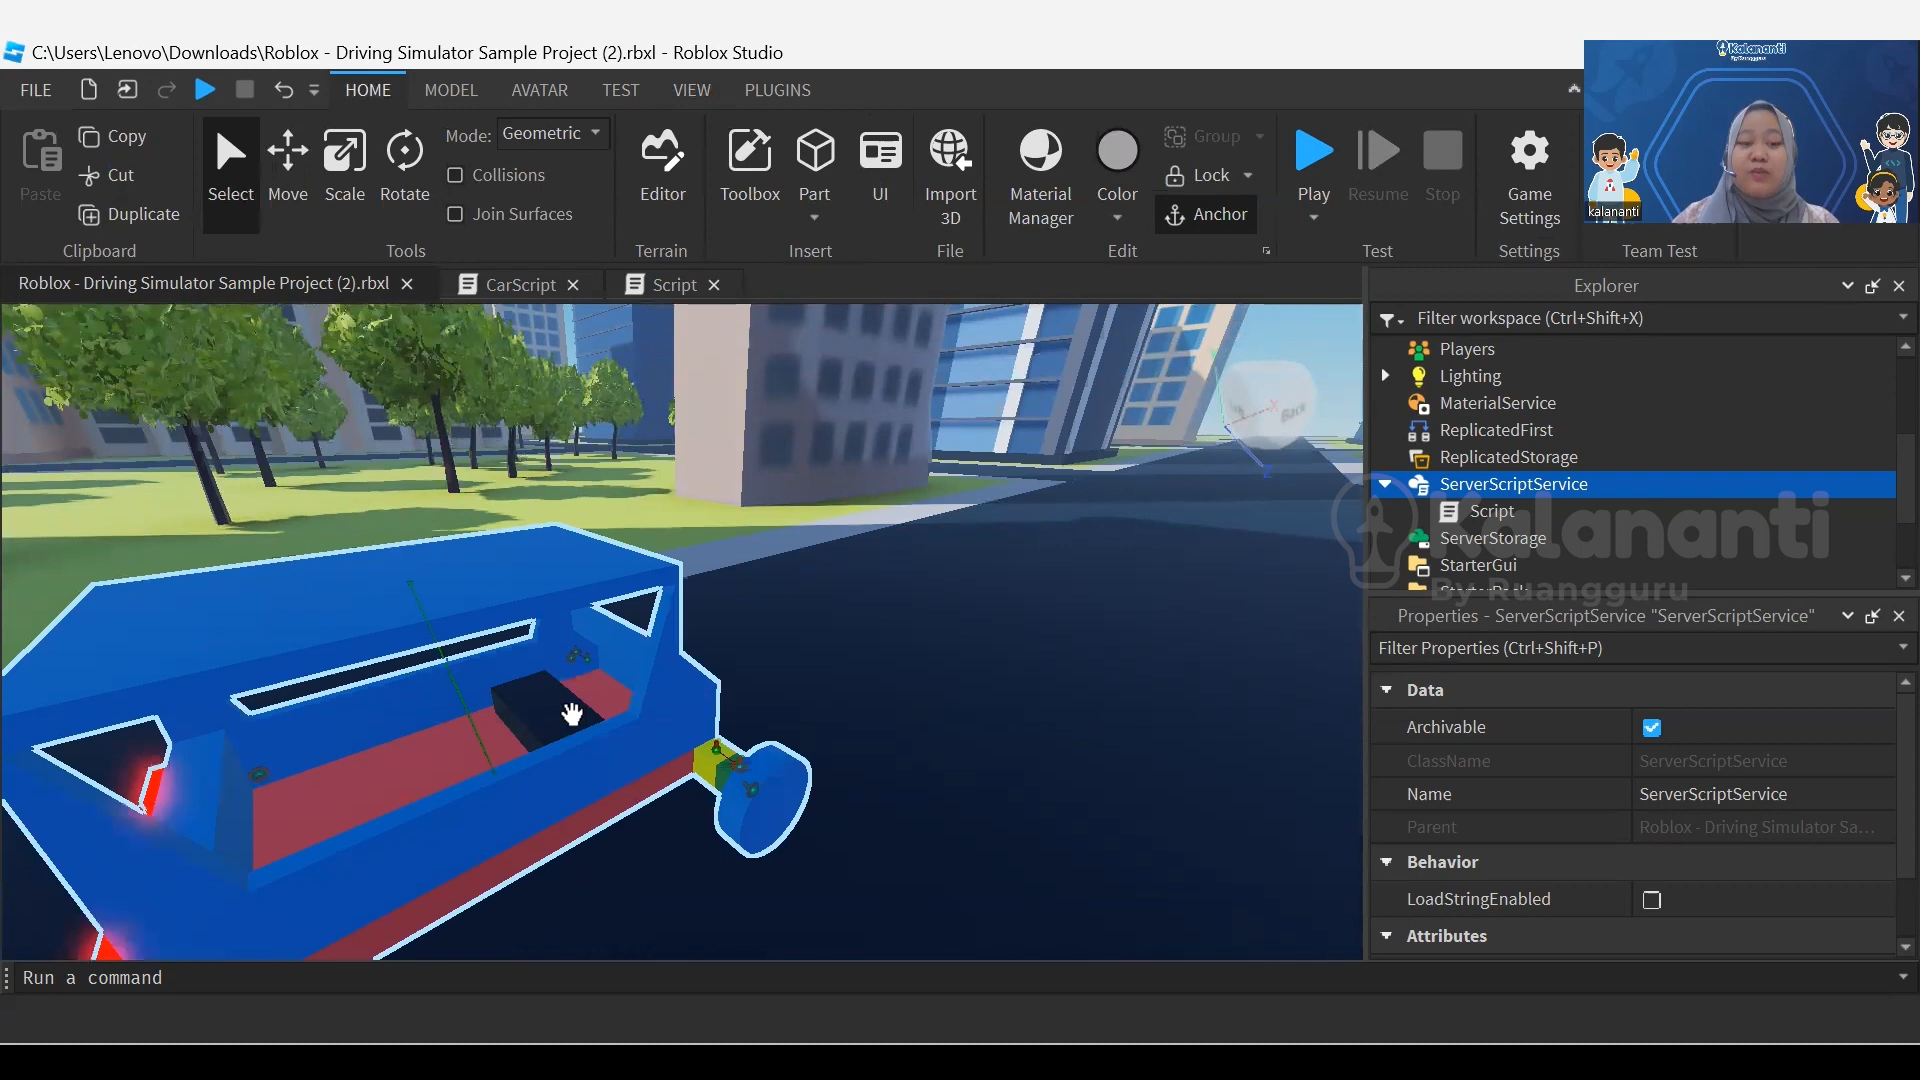 C:\Users\Lenovo\Downloads\Roblox - Driving Simulator Sample Project (2).rbxl - Roblox Studio
FILE
HOME
MODEL
AVATAR
TEST
VIEW
PLUGINS
Paste
Copy
Cut
Duplicate
Clipboard
Select
Move
Scale
Rotate
Mode:
Geometric
Collisions
Join Surfaces
Tools
Editor
Terrain
Toolbox
Part
UI
Insert
Import
3D
File
Material
Manager
Color
Group
Lock
Anchor
Edit
Play
Resume
Stop
Test
Game
Settings
Settings
Team Test
Kalananti
kalananti
Roblox - Driving Simulator Sample Project (2).rbxl
CarScript
Script
Back
X
Z
Explorer
Filter workspace (Ctrl+Shift+X)
Players
Lighting
MaterialService
ReplicatedFirst
ReplicatedStorage
ServerScriptService
Script
ServerStorage
StarterGui
Kalananti
By Ruangguru
Properties - ServerScriptService "ServerScriptService"
Filter Properties (Ctrl+Shift+P)
Data
Archivable
ClassName
ServerScriptService
Name
ServerScriptService
Parent
Roblox - Driving Simulator Sa...
Behavior
LoadStringEnabled
Attributes
Run a command